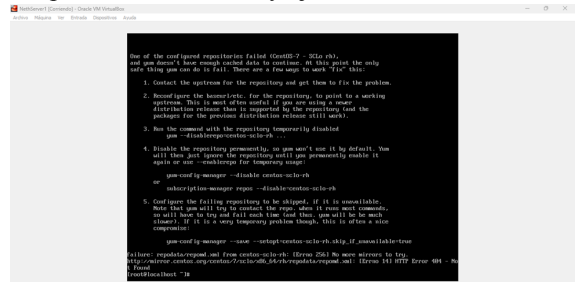 NethServer7 [Corriendo] - Oracle VM VirtualBox
Archivo Máquina Ver Entrada Dispositivos Ayuda
One of the configured repositories failed (CentOS-7 - SCLo rh),
and yum doesn't have enough cached data to continue. At this point the only
safe thing yum can do is fail. There are a few ways to work "fix" this:
1. Contact the upstream for the repository and get them to fix the problem.
2. Reconfigure the baseurl/etc. for the repository, to point to a working
upstream. This is most often useful if you are using a newer
distribution release than is supported by the repository (and the
packages for the previous distribution release still work).
3. Run the command with the repository temporarily disabled
yum --disablerepo=centos-sclo-rh ...
4. Disable the repository permanently, so yum won't use it by default. Yum
will then just ignore the repository until you permanently enable it
again or use --enablerepo for temporary usage:
yum-config-manager --disable centos-sclo-rh
or
subscription-manager repos --disable=centos-sclo-rh
5. Configure the failing repository to be skipped, if it is unavailable.
Note that yum will try to contact the repo. when it runs most commands,
so will have to try and fail each time (and thus. yum will be be much
slower). If it is a very temporary problem though, this is often a nice
compromise:
yum-config-manager --save --setopt=centos-sclo-rh.skip_if_unavailable=true
failure: repodata/repomd.xml from centos-sclo-rh: [Errno 256] No more mirrors to try.
http://mirror.centos.org/centos/7/sclo/x86_64/rh/repodata/repomd.xml: [Errno 14] HTTP Error 404 - No
t Found
[root@localhost ~]#